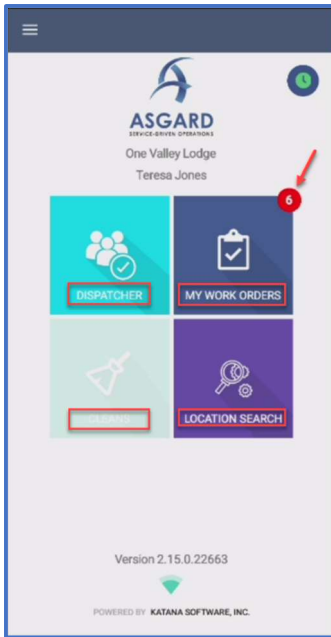 ASGARD
SERVICE-DRIVEN OPERATIONS
One Valley Lodge
Teresa Jones
6
DISPATCHER
MY WORK ORDERS
CLEANS
LOCATION SEARCH
Version 2.15.0.22663
POWERED BY KATANA SOFTWARE, INC.